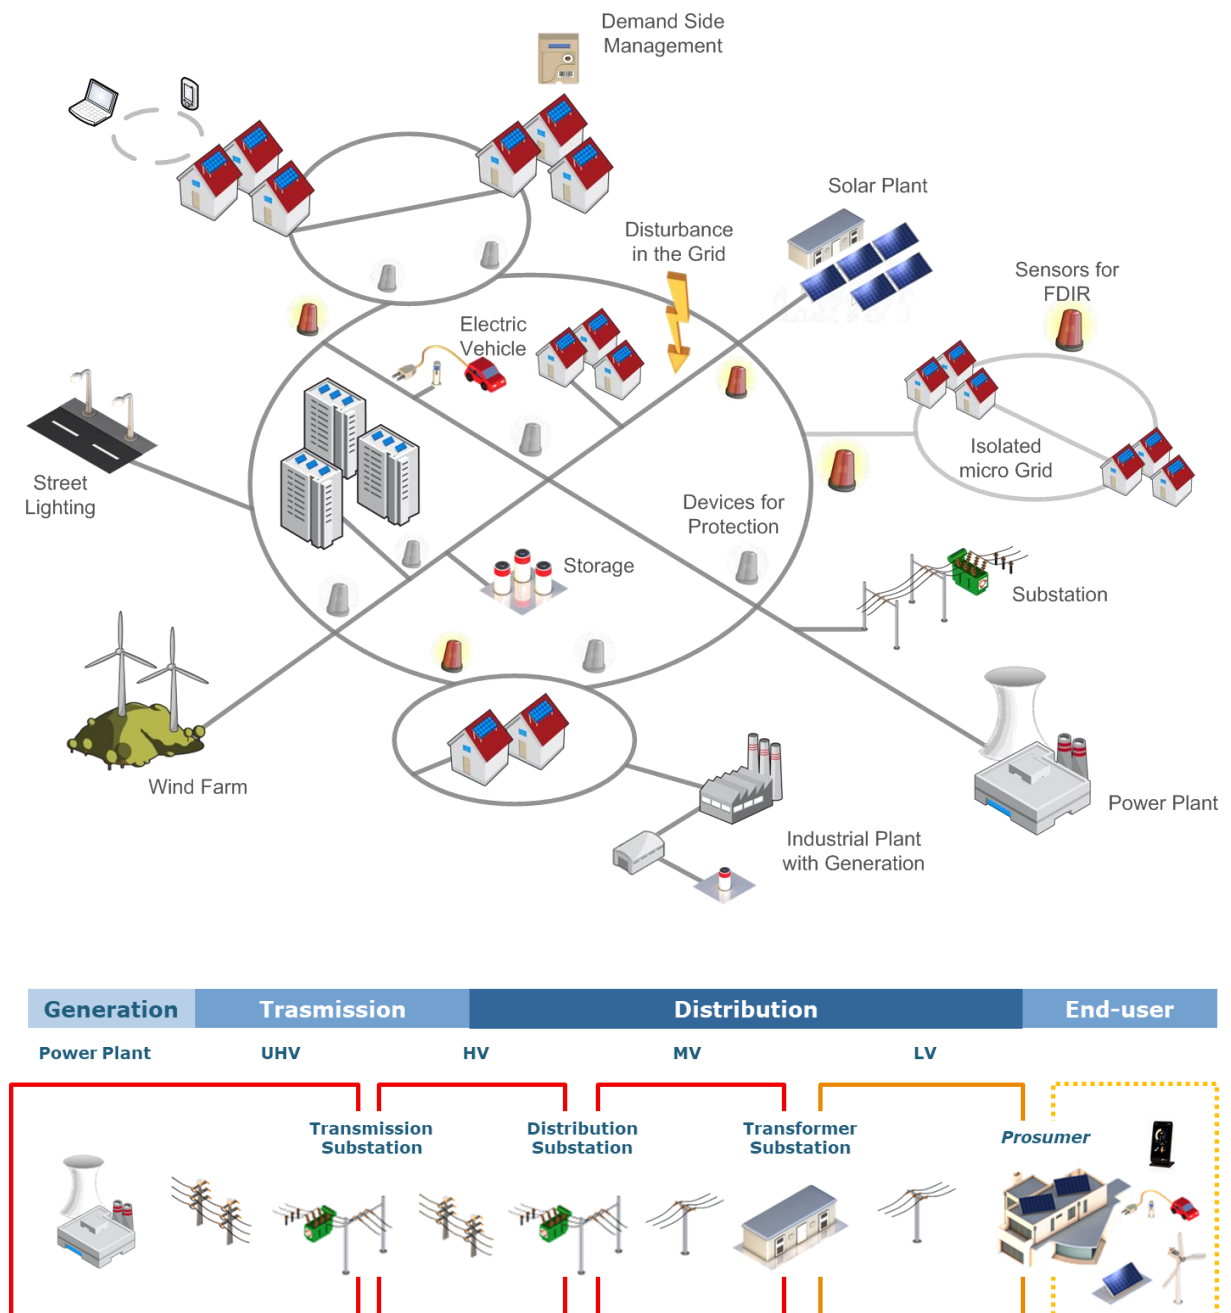 Demand Side
Management
Solar Plant
Disturbance
in the Grid
Sensors for
FDIR
Electric
Vehicle
Isolated
micro Grid
Street
Lighting
Devices for
Protection
Storage
Substation
Wind Farm
Power Plant
Industrial Plant
with Generation
Generation
Trasmission
Distribution
End-user
Power Plant
UHV
HV
MV
LV
Transmission
Substation
Distribution
Substation
Transformer
Substation
Prosumer